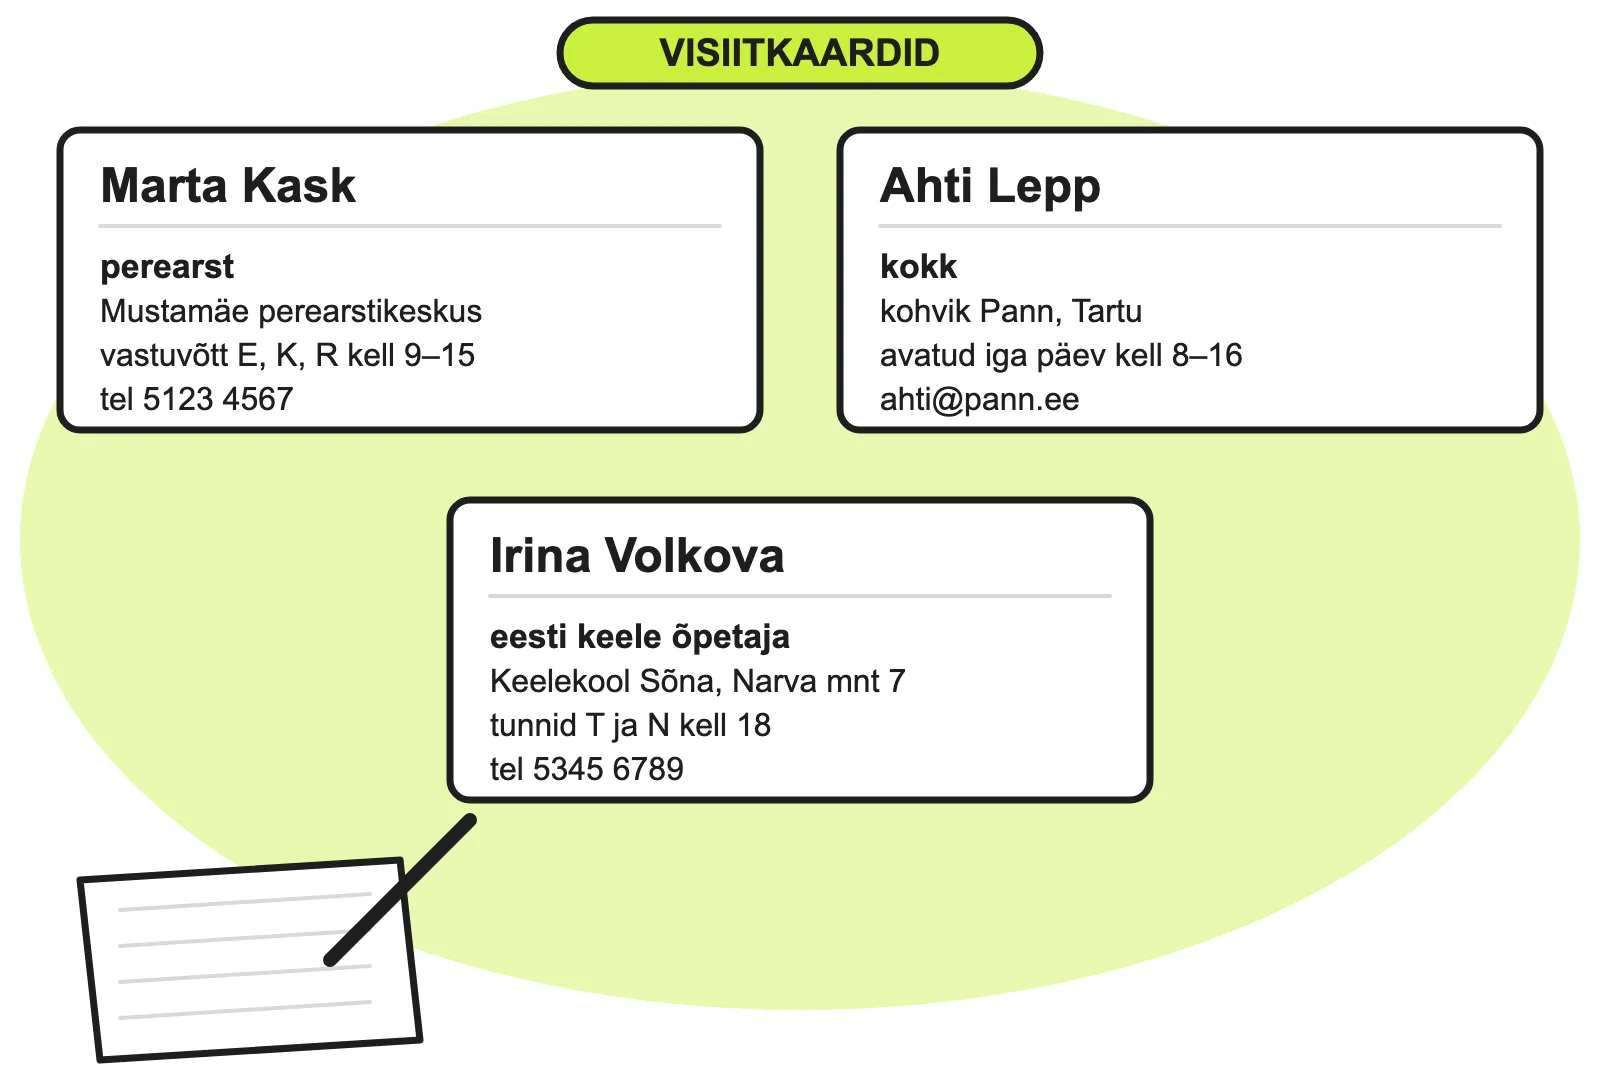 VISIITKAARDID
Marta Kask
perearst
Mustamäe perearstikeskus
vastuvõtt E, K, R kell 9–15
tel 5123 4567
Ahti Lepp
kokk
kohvik Pann, Tartu
avatud iga päev kell 8–16
ahti@pann.ee
Irina Volkova
eesti keele õpetaja
Keelekool Sõna, Narva mnt 7
tunnid T ja N kell 18
tel 5345 6789